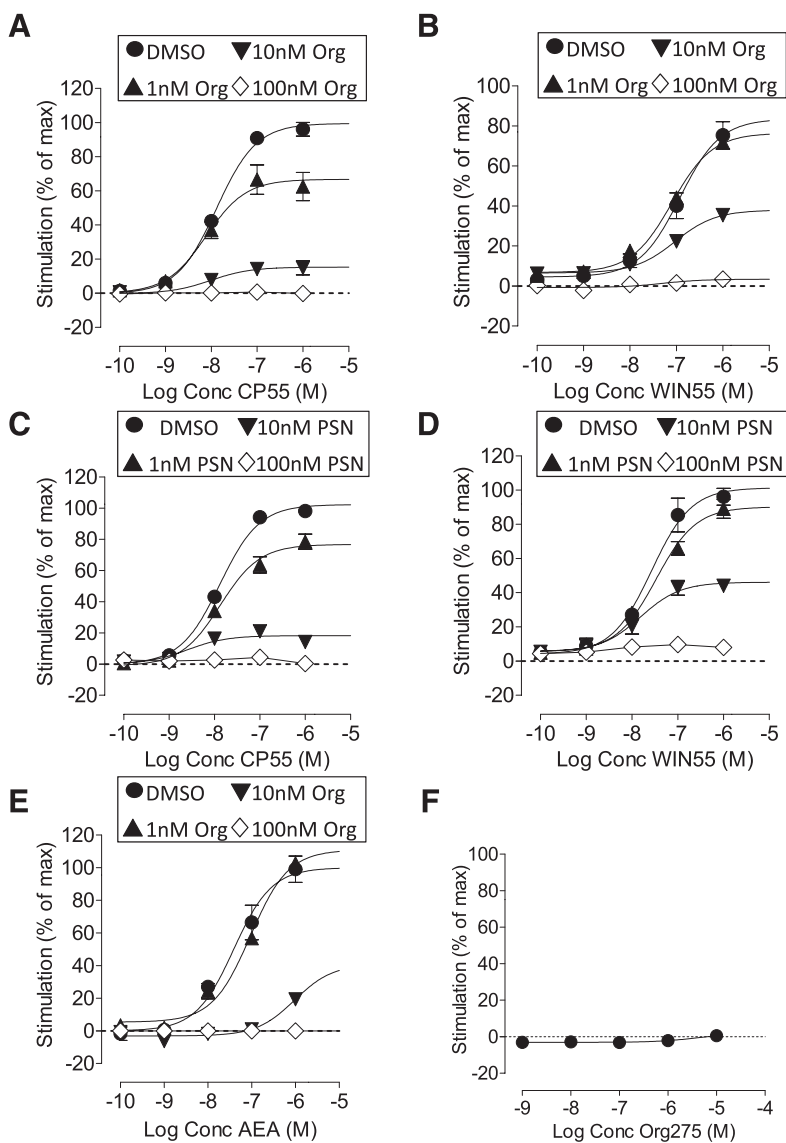 A
DMSO 10nM Org
1nM Org 100nM Org
Stimulation (% of max)
120
100
80
60
40
20
0
-20
-10 -9 -8 -7 -6 -5
Log Conc CP55 (M)
B
DMSO 10nM Org
1nM Org 100nM Org
Stimulation (% of max)
100
80
60
40
20
0
-20
-10 -9 -8 -7 -6 -5
Log Conc WIN55 (M)
C
DMSO 10nM PSN
1nM PSN 100nM PSN
Stimulation (% of max)
120
100
80
60
40
20
0
-20
-10 -9 -8 -7 -6 -5
Log Conc CP55 (M)
D
DMSO 10nM PSN
1nM PSN 100nM PSN
Stimulation (% of max)
120
100
80
60
40
20
0
-20
-10 -9 -8 -7 -6 -5
Log Conc WIN55 (M)
E
DMSO 10nM Org
1nM Org 100nM Org
Stimulation (% of max)
120
100
80
60
40
20
0
-20
-10 -9 -8 -7 -6 -5
Log Conc AEA (M)
F
Stimulation (% of max)
100
80
60
40
20
0
-20
-9 -8 -7 -6 -5 -4
Log Conc Org275 (M)